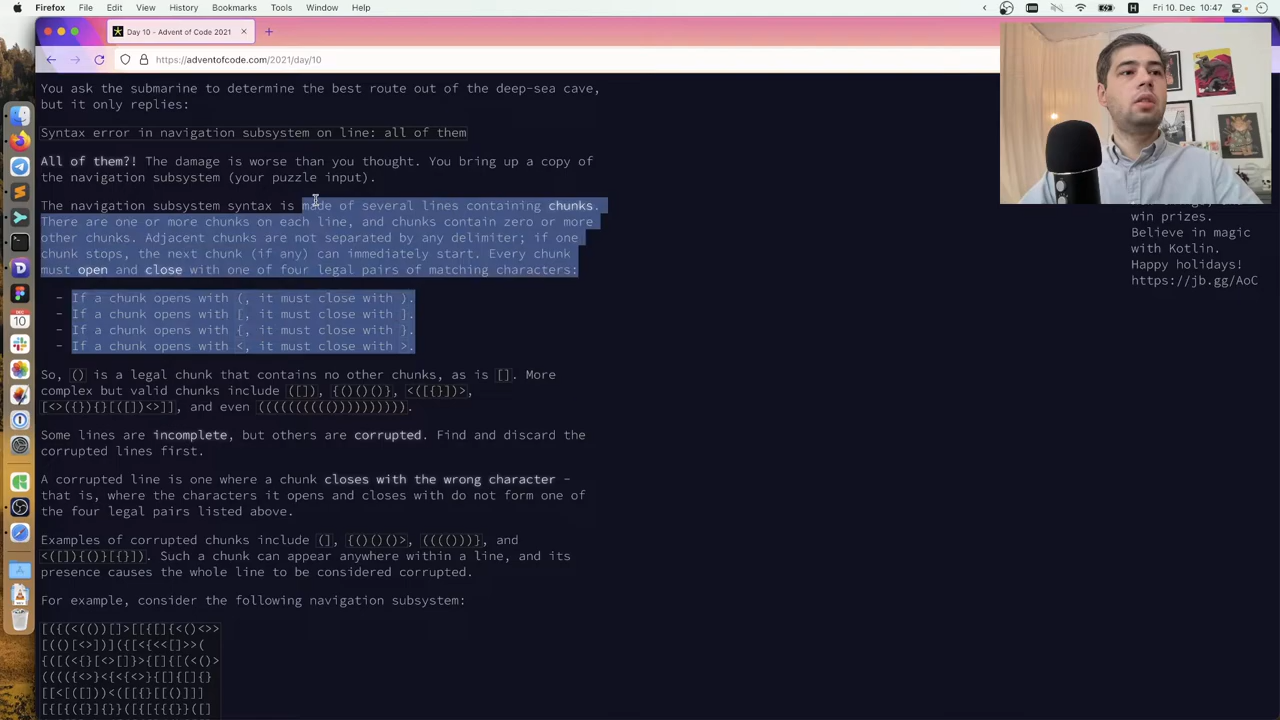 Firefox File Edit View History Bookmarks Tools Window Help Fri 10. Dec 10:47
Day 10 - Advent of Code 2021
https://adventofcode.com/2021/day/10
You ask the submarine to determine the best route out of the deep-sea cave,
but it only replies:
Syntax error in navigation subsystem on line: all of them
All of them?! The damage is worse than you thought. You bring up a copy of
the navigation subsystem (your puzzle input).
The navigation subsystem syntax is made of several lines containing chunks.
There are one or more chunks on each line, and chunks contain zero or more
other chunks. Adjacent chunks are not separated by any delimiter; if one
chunk stops, the next chunk (if any) can immediately start. Every chunk
must open and close with one of four legal pairs of matching characters:
- If a chunk opens with (, it must close with ).
- If a chunk opens with [, it must close with ].
- If a chunk opens with {, it must close with }.
- If a chunk opens with <, it must close with >.
So, () is a legal chunk that contains no other chunks, as is []. More
complex but valid chunks include ([]), {()()()}, <([{}])>,
[<>({}){}[([])<>]], and even (((((((((()))))))))).
Some lines are incomplete, but others are corrupted. Find and discard the
corrupted lines first.
A corrupted line is one where a chunk closes with the wrong character -
that is, where the characters it opens and closes with do not form one of
the four legal pairs listed above.
Examples of corrupted chunks include (], {()()()>, (((()))}, and
<([]){()}[{}]). Such a chunk can appear anywhere within a line, and its
presence causes the whole line to be considered corrupted.
For example, consider the following navigation subsystem:
[({(<(())[]>[[{[]{<()<>>
[(()[<>])]({[<{<<[]>>(
{([(<{}[<>[]}>{[]{[(<()>
(((({<>}<{<{<>}{[]{[]{}
[[<[([]))<([[{}[[()]]]
[{[{({}]{}}([{[{{{}}([]
win prizes.
Believe in magic
with Kotlin.
Happy holidays!
https://jb.gg/AoC
DEC
10